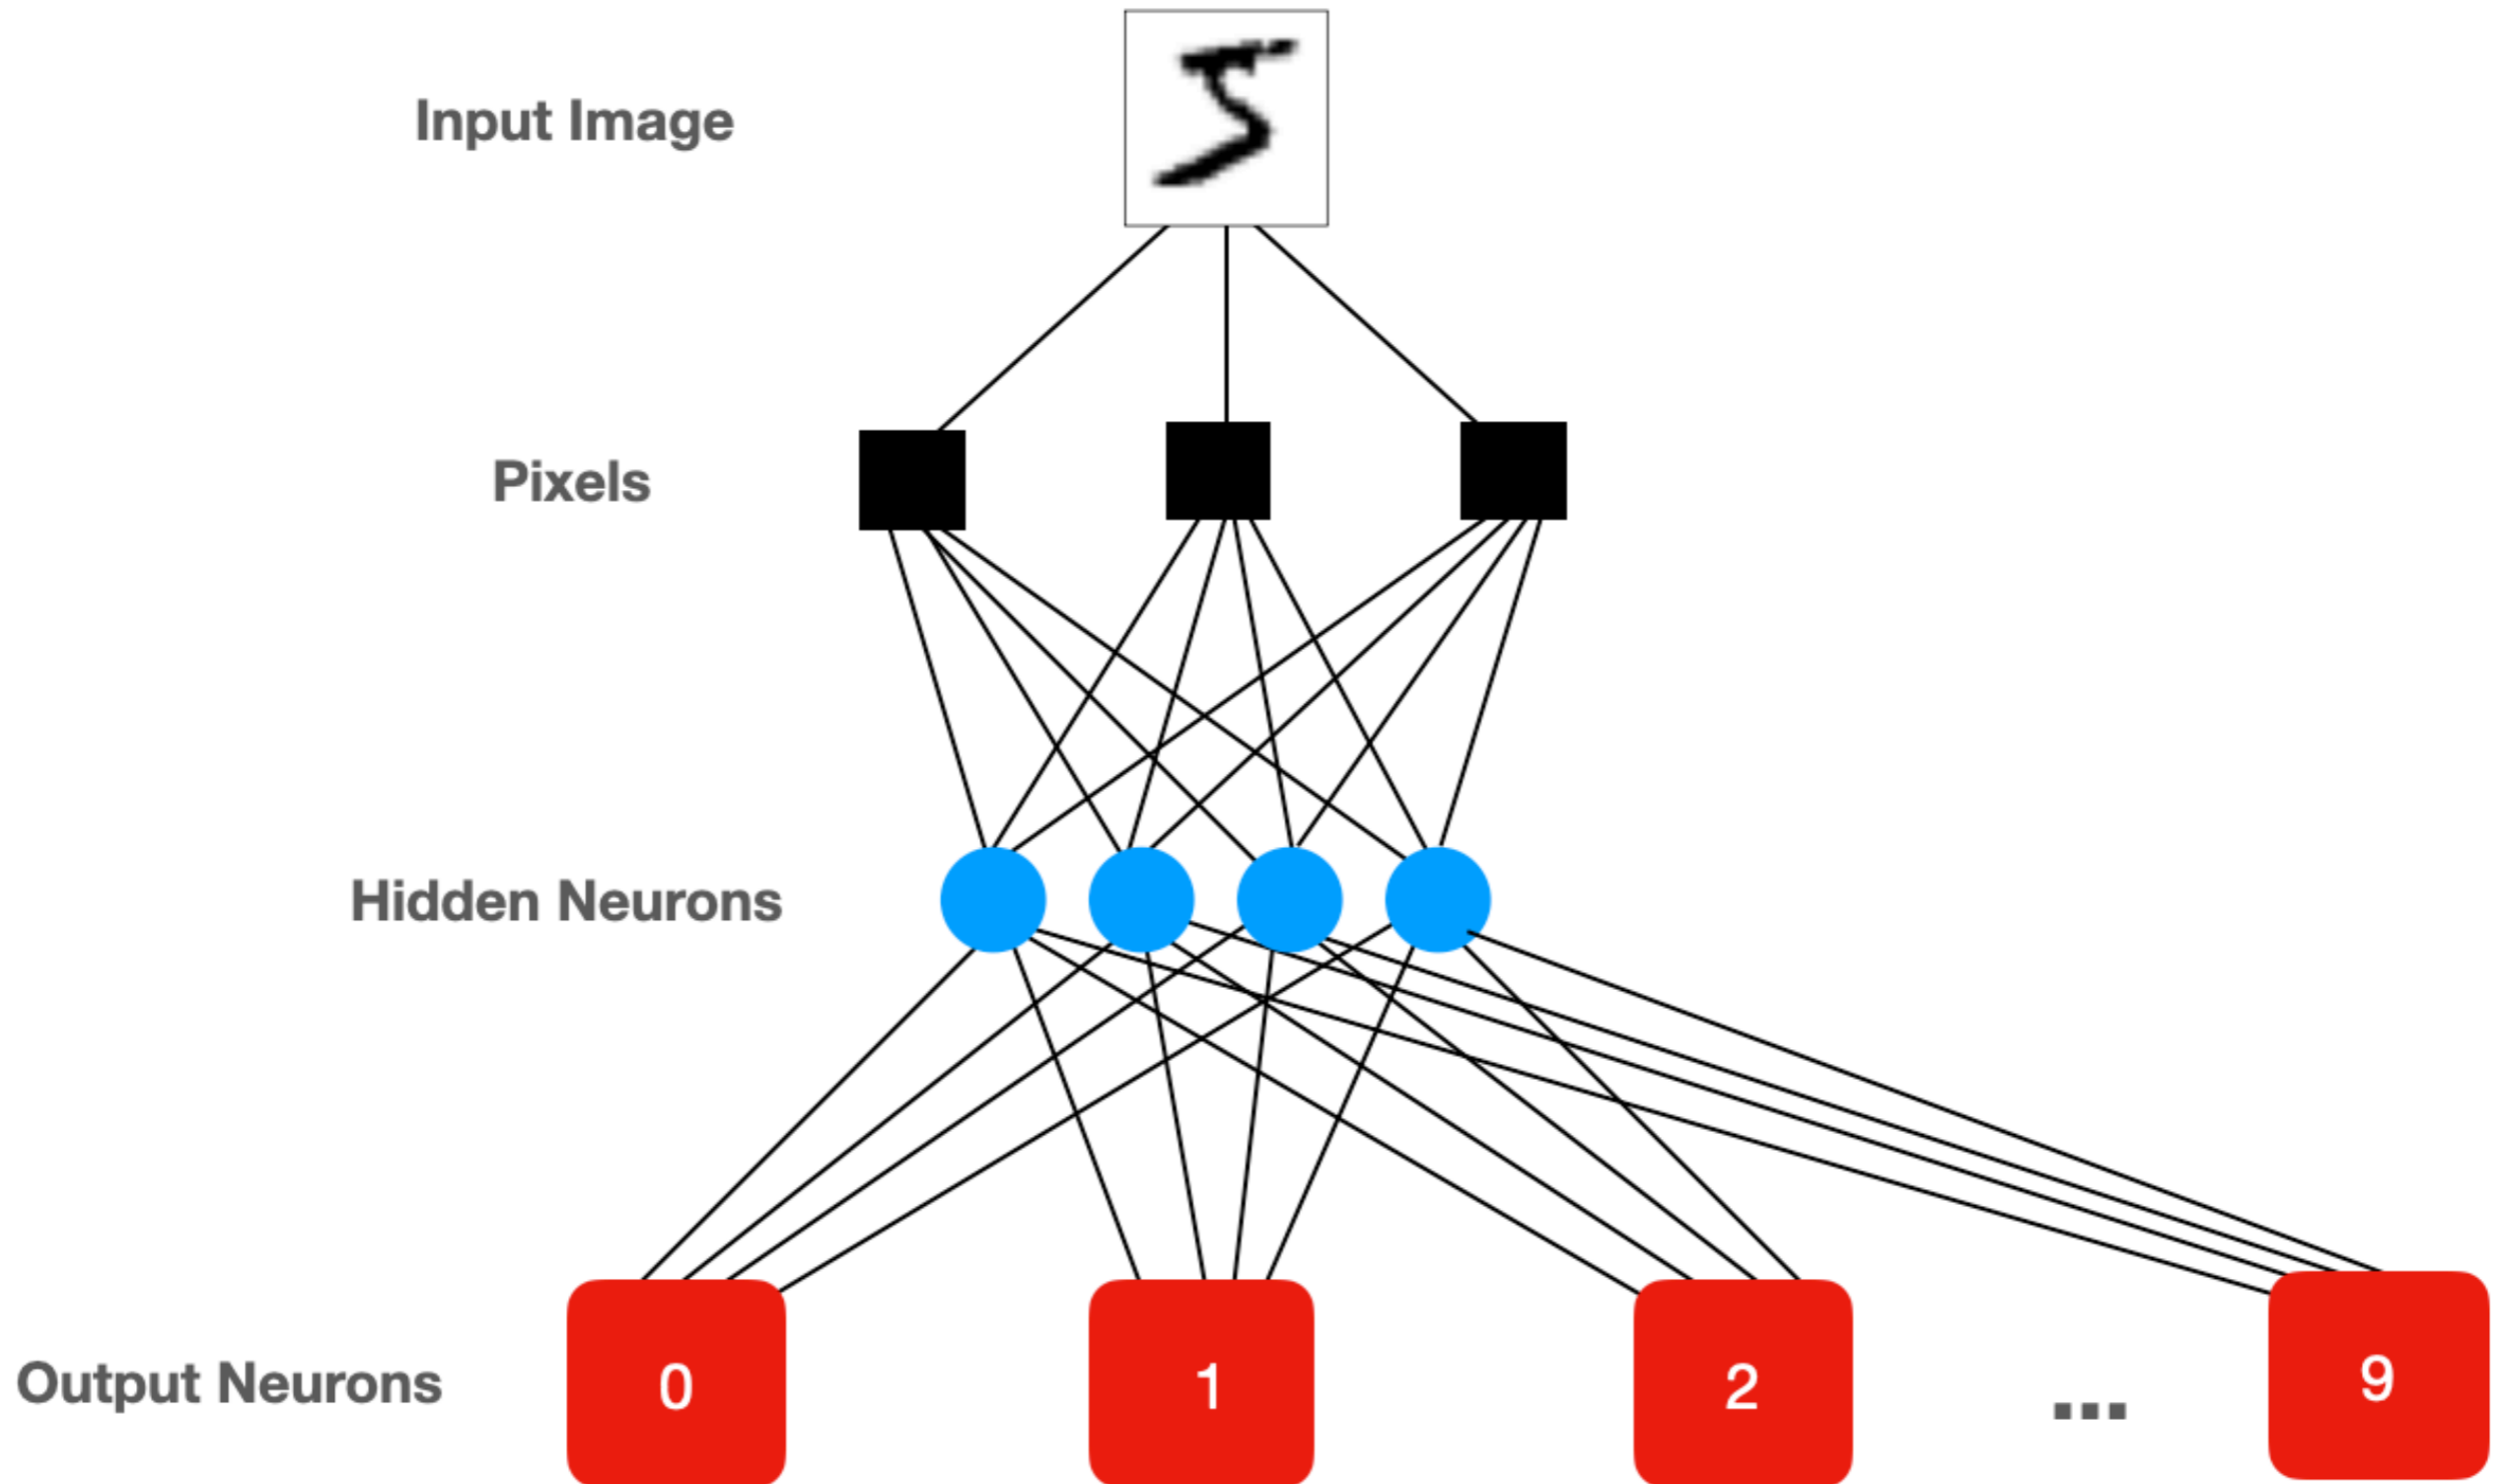 Input Image
5
Pixels
Hidden Neurons
Output Neurons
0
1
2
...
9